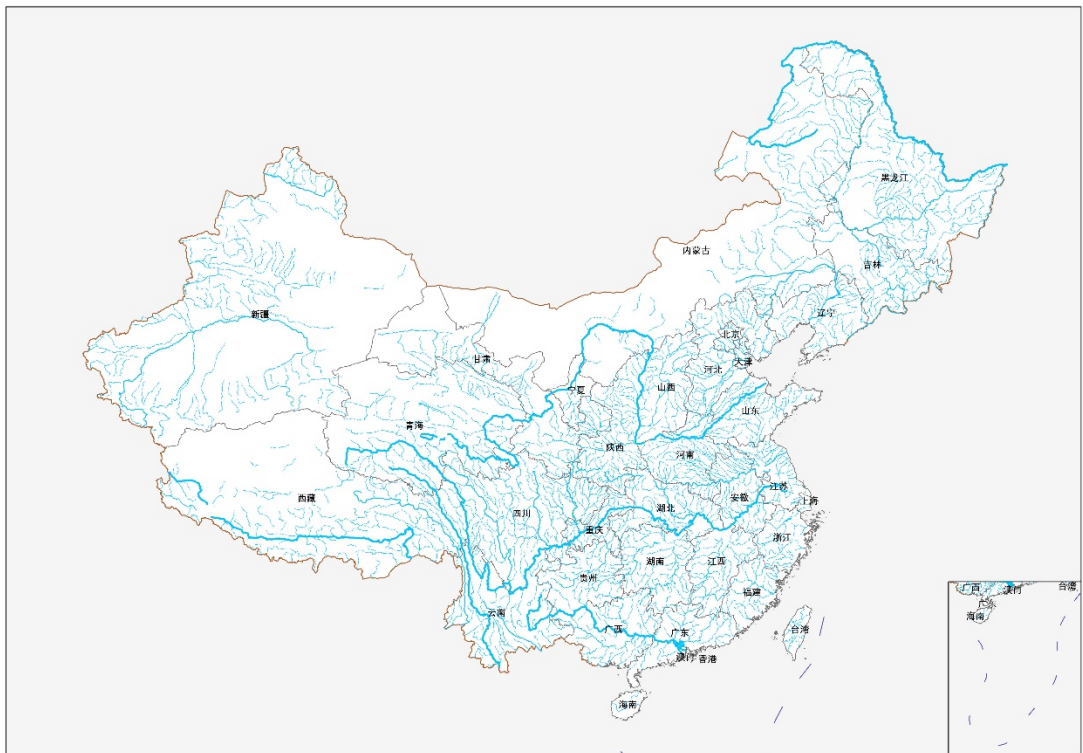 黑龙江
内蒙古
吉林
新疆
辽宁
北京
天津
甘肃
河北
山西
宁夏
山东
青海
陕西
河南
江苏
西藏
安徽
上海
四川
湖北
重庆
浙江
湖南
江西
贵州
福建
云南
广西
广东
台湾
澳门
香港
海南
广西
澳门
台湾
广东
海南